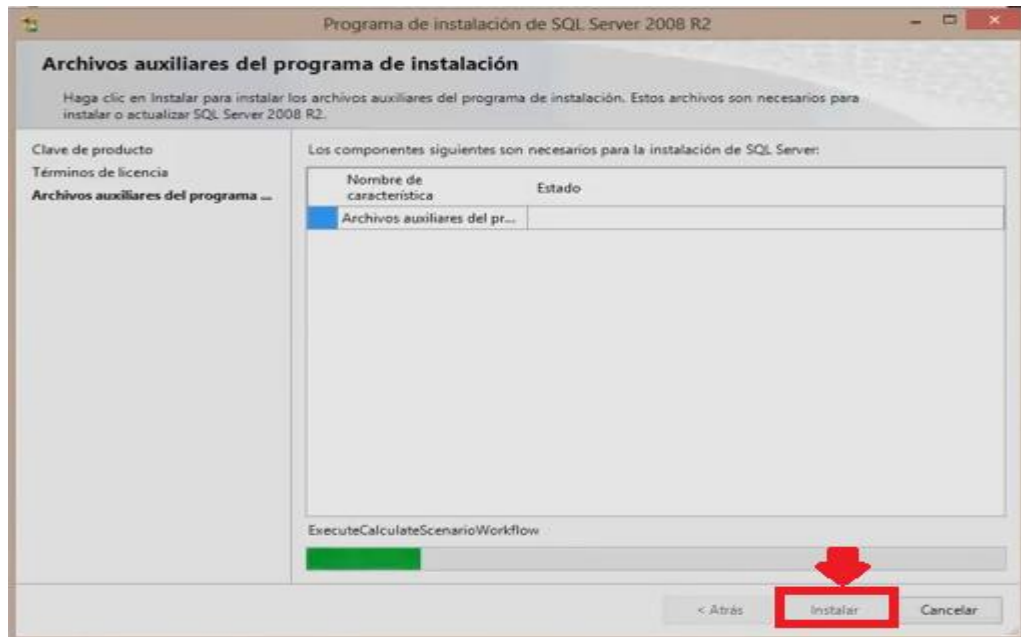 Programa de instalación de SQL Server 2008 R2
Archivos auxiliares del programa de instalación
Haga clic en Instalar para instalar los archivos auxiliares del programa de instalación. Estos archivos son necesarios para
instalar o actualizar SQL Server 2008 R2.
Clave de producto
Términos de licencia
Archivos auxiliares del programa ...
Los componentes siguientes son necesarios para la instalación de SQL Server:
Nombre de
característica
Estado
Archivos auxiliares del pr...
ExecuteCalculateScenarioWorkflow
< Atrás
Instalar
Cancelar